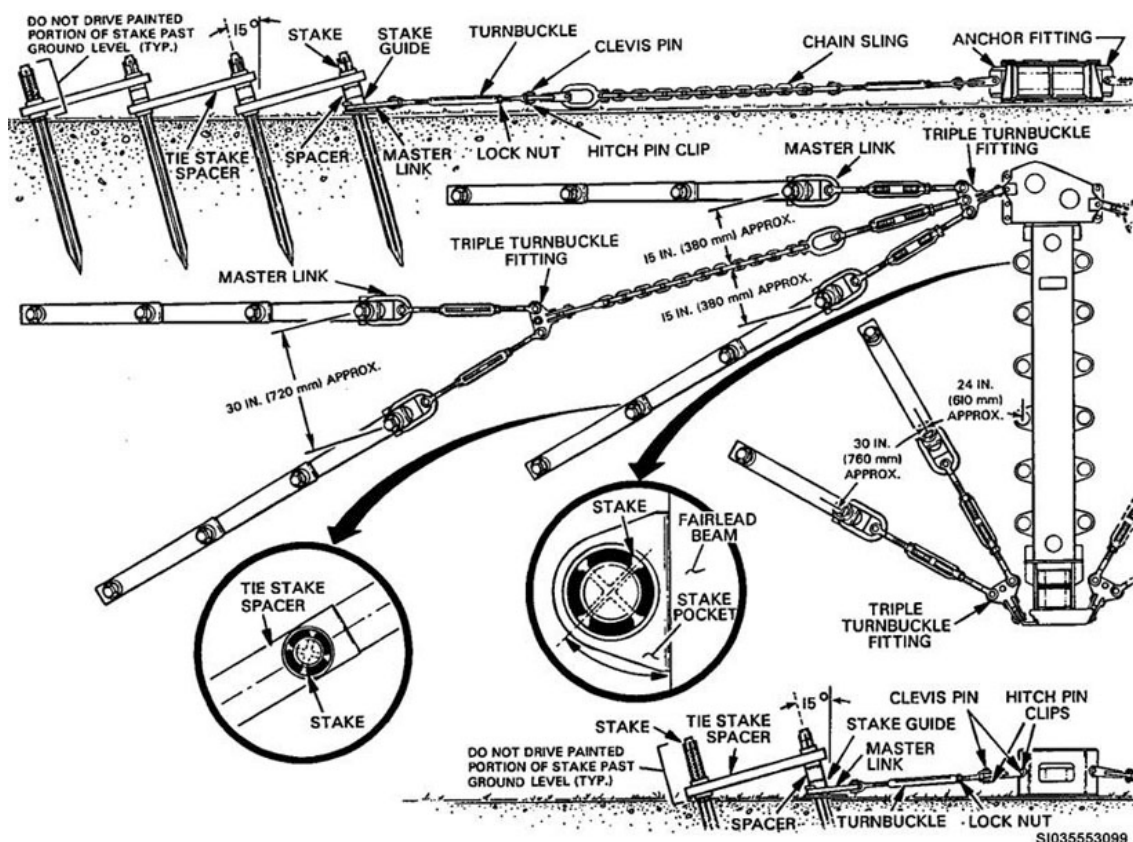 DO NOT DRIVE PAINTED
PORTION OF STAKE PAST
GROUND LEVEL (TYP.)
15°
STAKE
STAKE
GUIDE
TURNBUCKLE
CLEVIS PIN
CHAIN SLING
ANCHOR FITTING
TIE STAKE
SPACER
SPACER
MASTER
LINK
LOCK NUT
HITCH PIN CLIP
MASTER LINK
TRIPLE TURNBUCKLE
FITTING
15 IN. (380 mm) APPROX.
15 IN. (380 mm) APPROX.
TRIPLE TURNBUCKLE
FITTING
MASTER LINK
30 IN. (720 mm) APPROX.
24 IN.
(610 mm)
APPROX.
30 IN.
(760 mm)
APPROX.
STAKE
FAIRLEAD
BEAM
STAKE
POCKET
TIE STAKE
SPACER
STAKE
TRIPLE
TURNBUCKLE
FITTING
DO NOT DRIVE PAINTED
PORTION OF STAKE PAST
GROUND LEVEL (TYP.)
STAKE
TIE STAKE
SPACER
15°
STAKE GUIDE
MASTER
LINK
CLEVIS PIN
HITCH PIN
CLIPS
SPACER
TURNBUCKLE
LOCK NUT
SI035553099